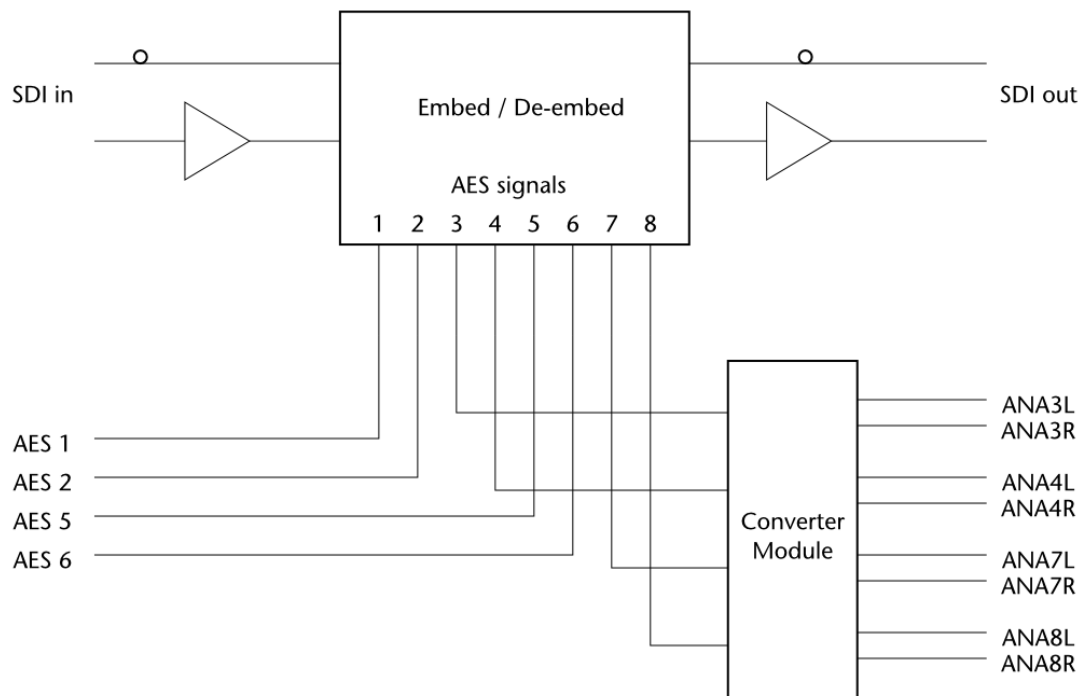 SDI in
Embed / De-embed
SDI out
AES signals
1 2 3 4 5 6 7 8
AES 1
AES 2
AES 5
AES 6
Converter
Module
ANA3L
ANA3R
ANA4L
ANA4R
ANA7L
ANA7R
ANA8L
ANA8R